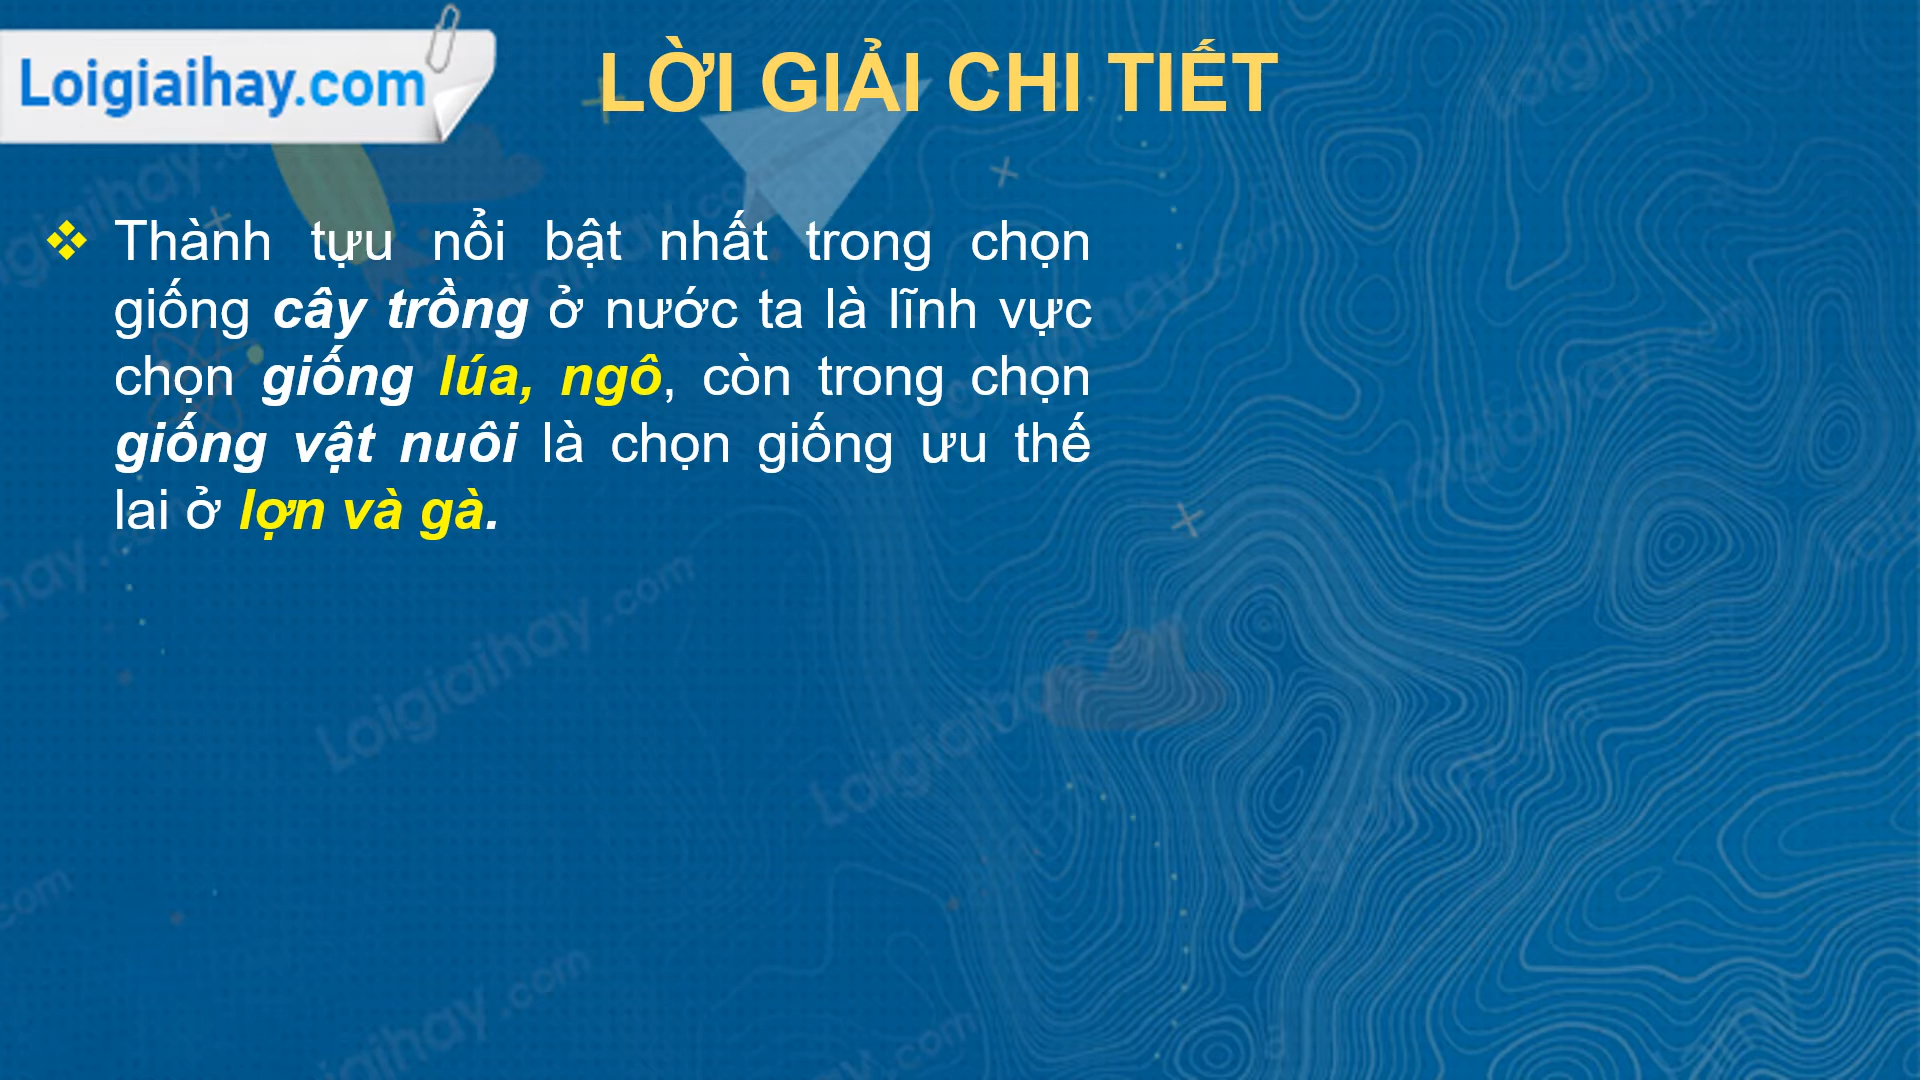 Loigiaihay.com
LỜI GIẢI CHI TIẾT
Thành tựu nổi bật nhất trong chọn
giống cây trồng ở nước ta là lĩnh vực
chọn giống lúa, ngô, còn trong chọn
giống vật nuôi là chọn giống ưu thế
lai ở lợn và gà.